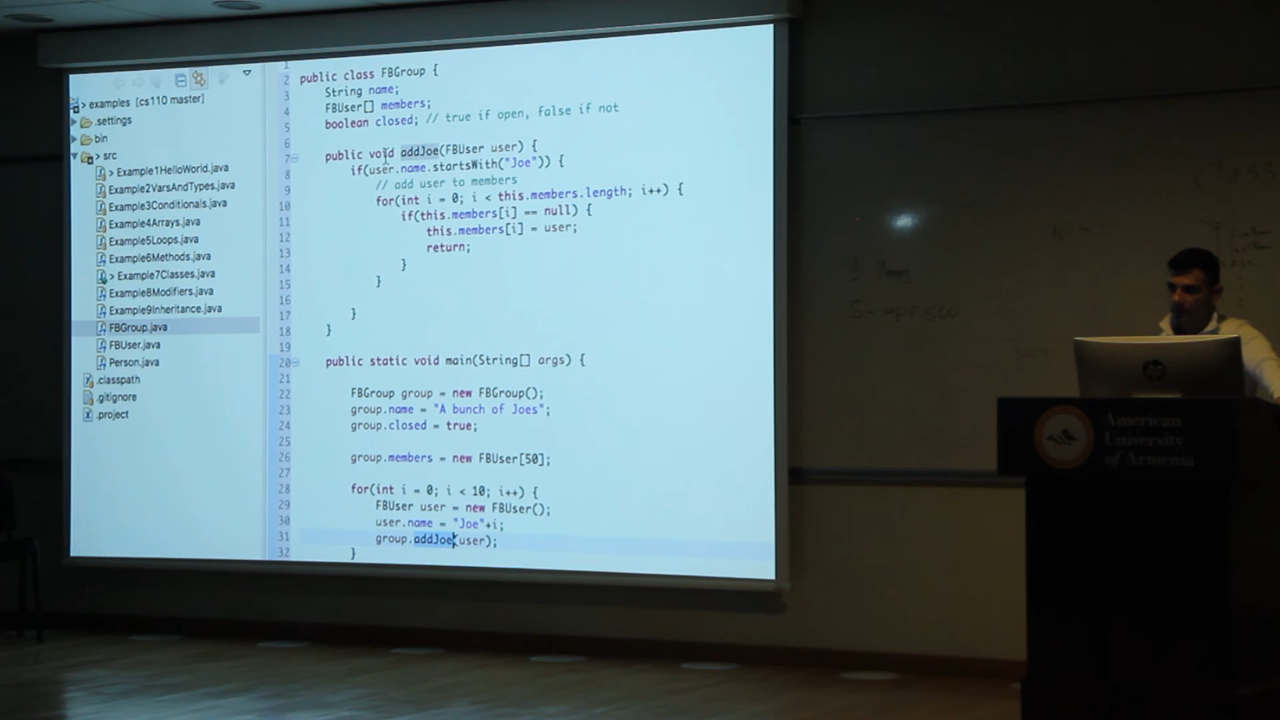 > examples [cs110 master]
.settings
bin
> src
> Example1HelloWorld.java
Example2VarsAndTypes.java
Example3Conditionals.java
Example4Arrays.java
Example5Loops.java
Example6Methods.java
> Example7Classes.java
Example8Modifiers.java
Example9Inheritance.java
FBGroup.java
FBUser.java
Person.java
.classpath
.gitignore
.project
1
2 public class FBGroup {
3 String name;
4 FBUser[] members;
5 boolean closed; // true if open, false if not
6
7 public void addJoe(FBUser user) {
8 if(user.name.startsWith("Joe")) {
9 // add user to members
10 for(int i = 0; i < this.members.length; i++) {
11 if(this.members[i] == null) {
12 this.members[i] = user;
13 return;
14 }
15 }
16
17 }
18 }
19
20 public static void main(String[] args) {
21
22 FBGroup group = new FBGroup();
23 group.name = "A bunch of Joes";
24 group.closed = true;
25
26 group.members = new FBUser[50];
27
28 for(int i = 0; i < 10; i++) {
29 FBUser user = new FBUser();
30 user.name = "Joe"+i;
31 group.addJoe(user);
32 }
American
University
of Armenia
hp